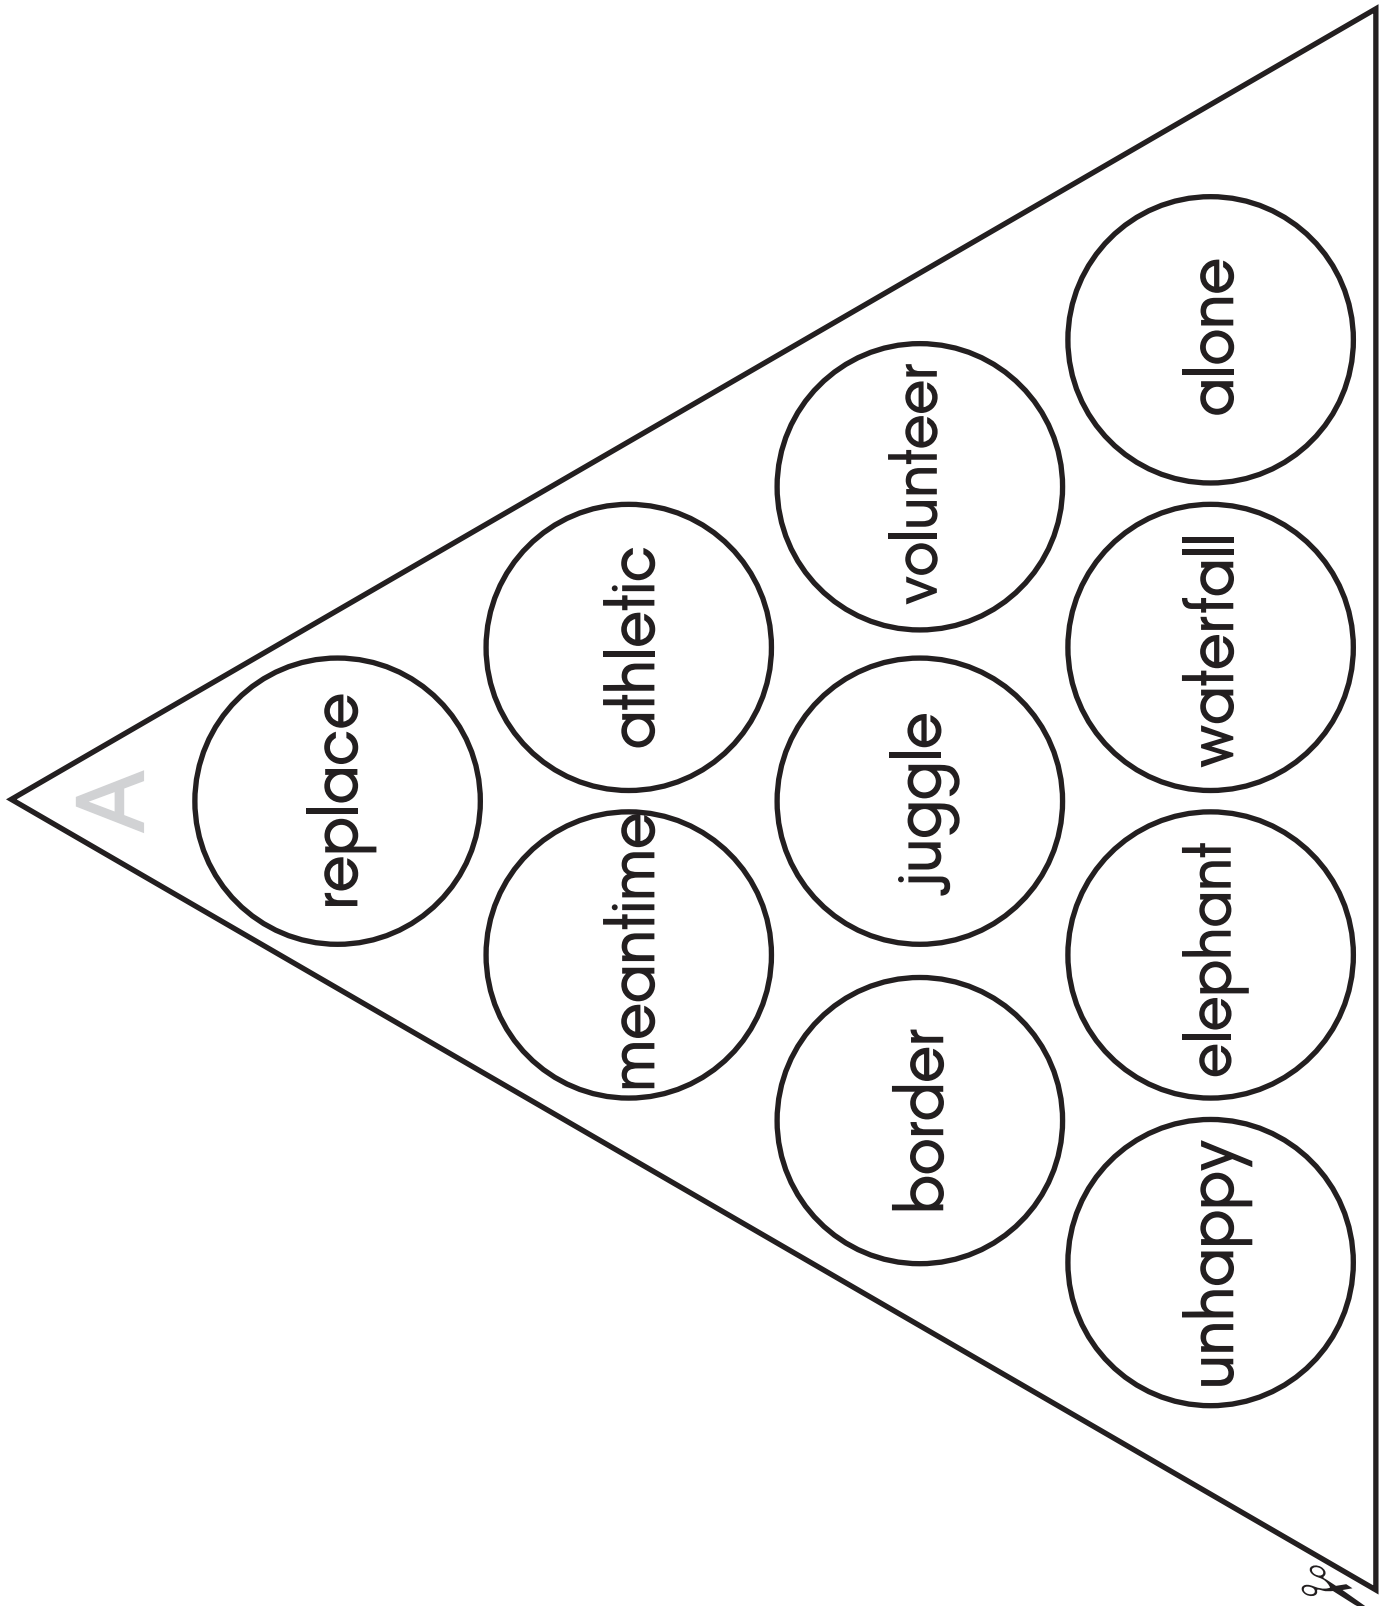 A
replace
meantime athletic
border juggle volunteer
unhappy elephant waterfall alone